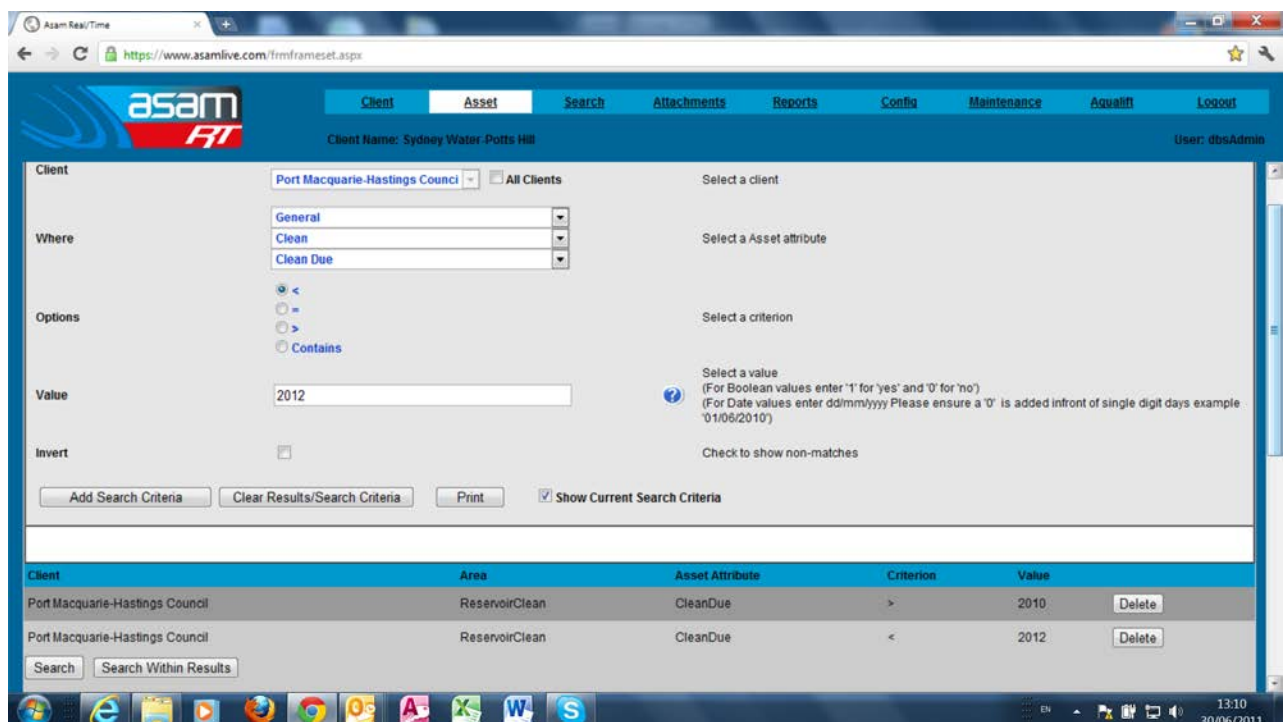 Asam Real/Time
https://www.asamlive.com/frmframeset.aspx
asam RT
Client Asset Search Attachments Reports Config Maintenance Aqualift Logout
Client Name: Sydney Water-Potts Hill User: dbsAdmin
Client Port Macquarie-Hastings Counci All Clients Select a client
General
Where Clean Select a Asset attribute
Clean Due
<
=
Options Select a criterion
>
Contains
Select a value
(For Boolean values enter '1' for 'yes' and '0' for 'no')
Value 2012 ? (For Date values enter dd/mm/yyyy Please ensure a '0' is added infront of single digit days example
'01/06/2010')
Invert Check to show non-matches
Add Search Criteria Clear Results/Search Criteria Print Show Current Search Criteria
Client Area Asset Attribute Criterion Value
Port Macquarie-Hastings Council ReservoirClean CleanDue > 2010 Delete
Port Macquarie-Hastings Council ReservoirClean CleanDue < 2012 Delete
Search Search Within Results
EN 13:10
20/06/2011